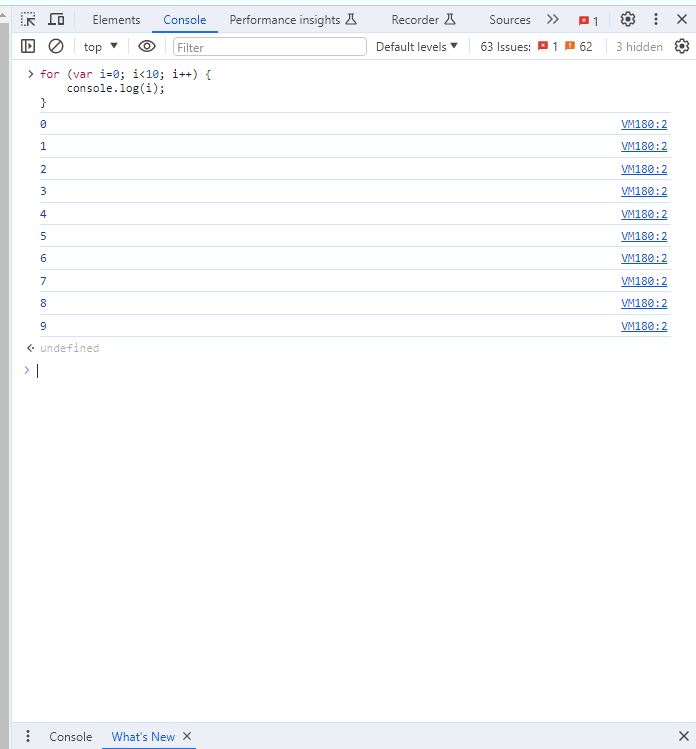 Elements Console Performance insights Recorder Sources 1
top Filter Default levels 63 Issues: 1 62 3 hidden
for (var i=0; i<10; i++) {
    console.log(i);
}
0 VM180:2
1 VM180:2
2 VM180:2
3 VM180:2
4 VM180:2
5 VM180:2
6 VM180:2
7 VM180:2
8 VM180:2
9 VM180:2
undefined
Console What's New